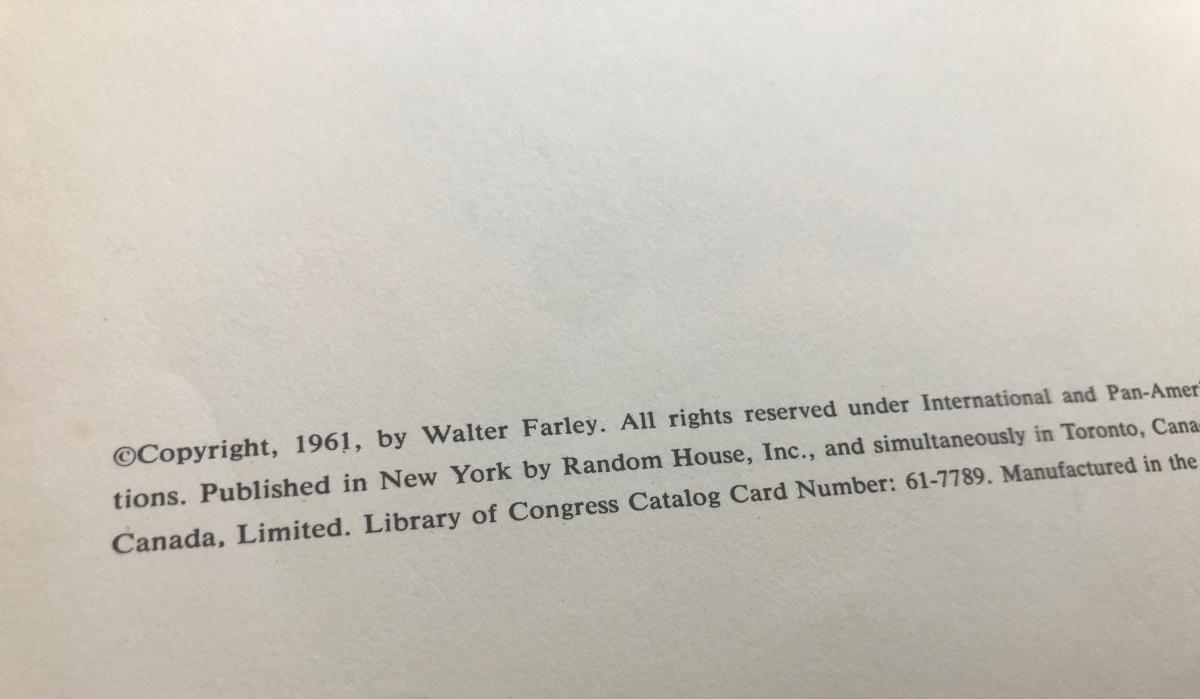 ©Copyright, 1961, by Walter Farley. All rights reserved under International and Pan-Ameri
tions. Published in New York by Random House, Inc., and simultaneously in Toronto, Cana
Canada, Limited. Library of Congress Catalog Card Number: 61-7789. Manufactured in the